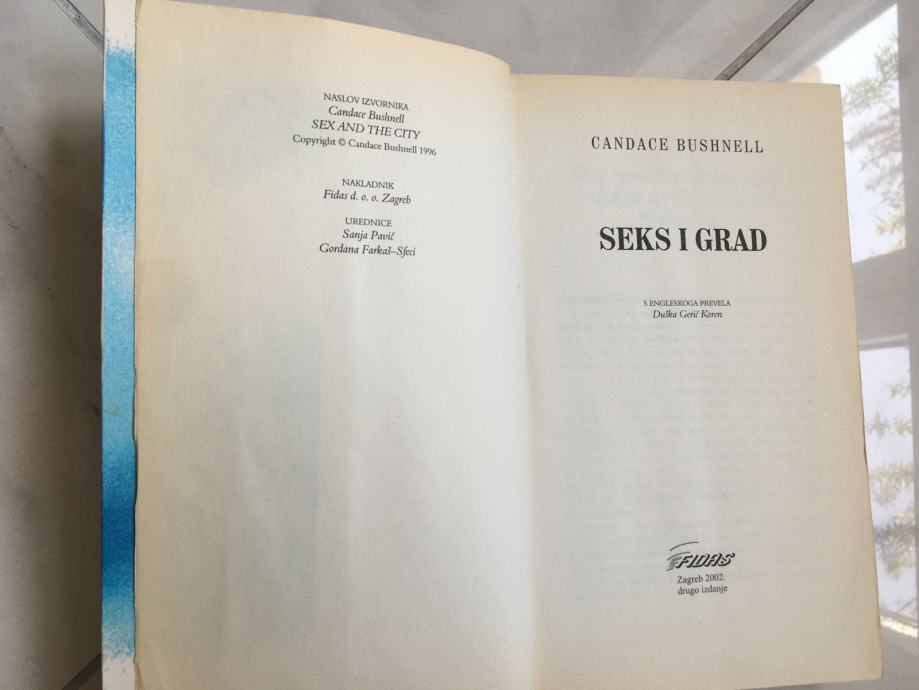 NASLOV IZVORNIKA
Candace Bushnell
SEX AND THE CITY
Copyright © Candace Bushnell 1996
NAKLADNIK
Fidas d. o. o. Zagreb
UREDNICE
Sanja Pavić
Gordana Farkaš–Sfeci
CANDACE BUSHNELL
SEKS I GRAD
S ENGLESKOGA PREVELA
Duška Gerić Koren
FIDAS
Zagreb 2002.
drugo izdanje